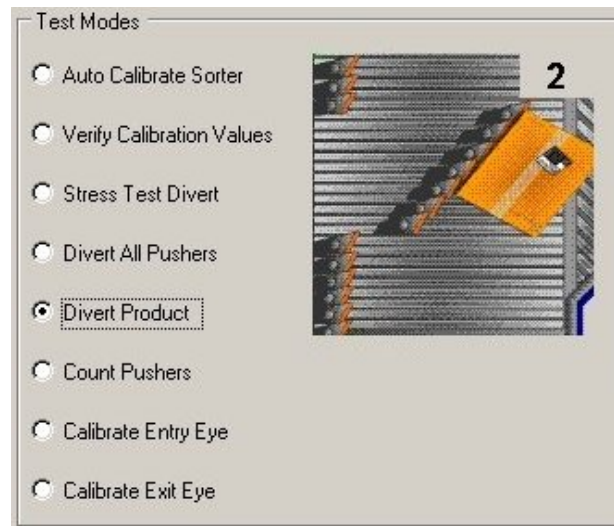 Test Modes
Auto Calibrate Sorter
2
Verify Calibration Values
Stress Test Divert
Divert All Pushers
Divert Product
Count Pushers
Calibrate Entry Eye
Calibrate Exit Eye